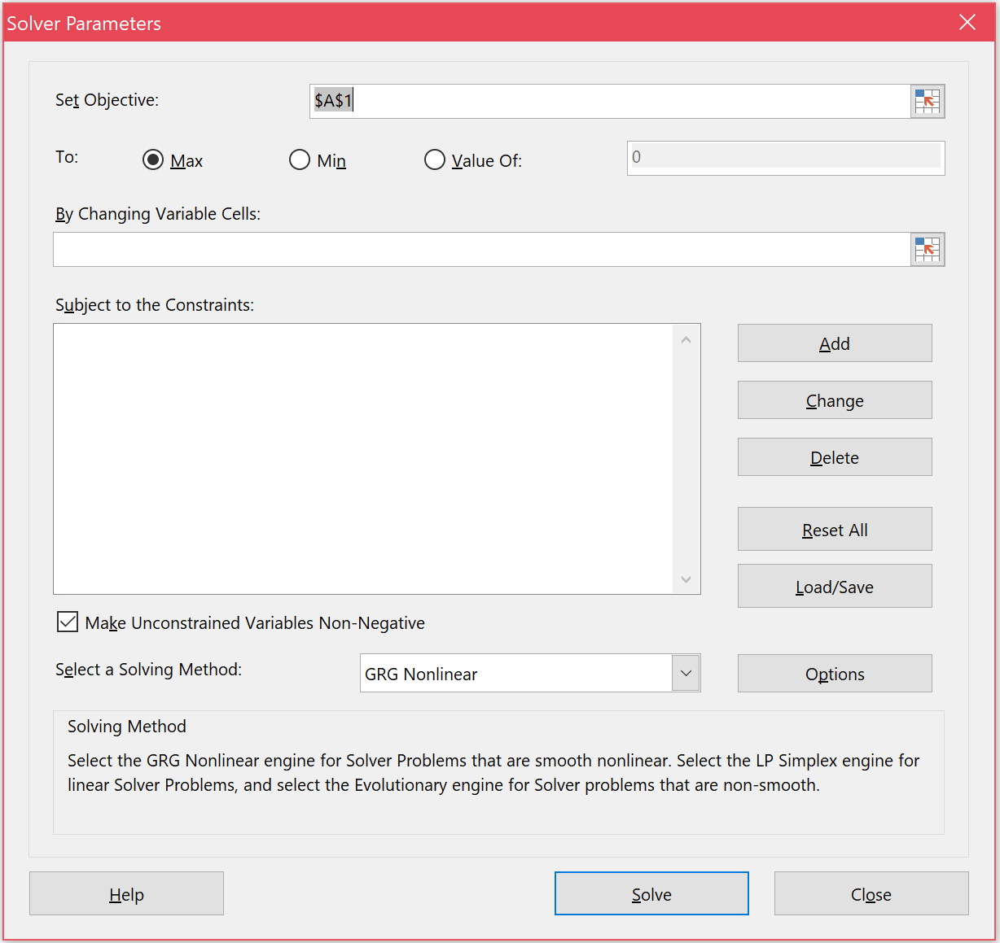 Solver Parameters
Set Objective:
$A$1
To:
Max
Min
Value Of:
0
By Changing Variable Cells:
Subject to the Constraints:
Add
Change
Delete
Reset All
Load/Save
Make Unconstrained Variables Non-Negative
Select a Solving Method:
GRG Nonlinear
Options
Solving Method
Select the GRG Nonlinear engine for Solver Problems that are smooth nonlinear. Select the LP Simplex engine for
linear Solver Problems, and select the Evolutionary engine for Solver problems that are non-smooth.
Help
Solve
Close